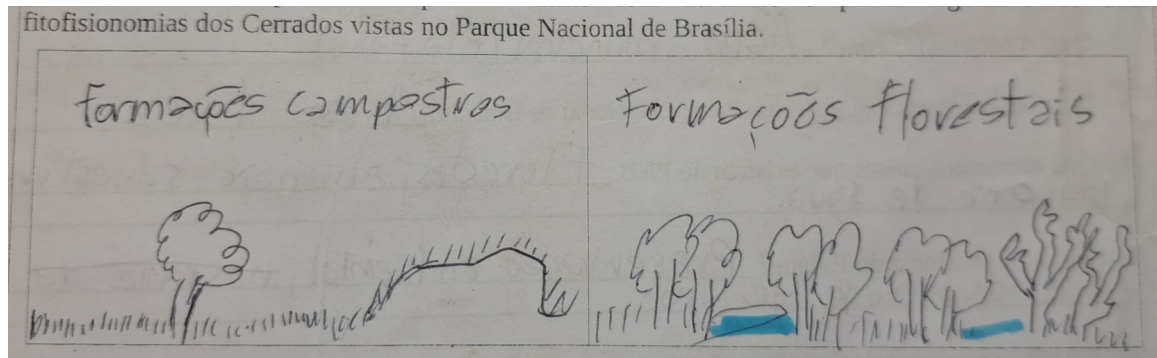 fitofisionomias dos Cerrados vistas no Parque Nacional de Brasília.
formações campestres
Formações Florestais